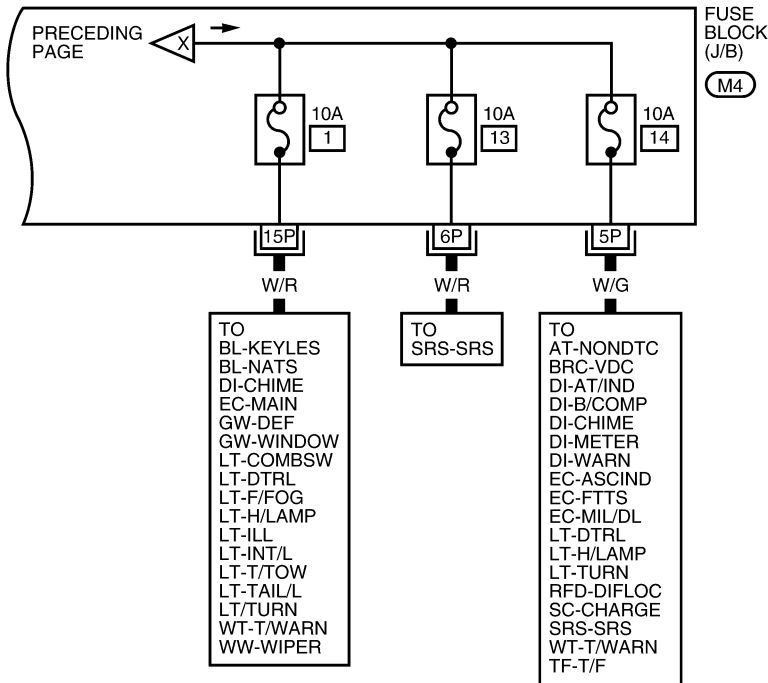 PRECEDING
PAGE
X
FUSE
BLOCK
(J/B)
M4
10A
1
10A
13
10A
14
15P
6P
5P
W/R
W/R
W/G
TO
BL-KEYLES
BL-NATS
DI-CHIME
EC-MAIN
GW-DEF
GW-WINDOW
LT-COMBSW
LT-DTRL
LT-F/FOG
LT-H/LAMP
LT-ILL
LT-INT/L
LT-T/TOW
LT-TAIL/L
LT/TURN
WT-T/WARN
WW-WIPER
TO
SRS-SRS
TO
AT-NONDTC
BRC-VDC
DI-AT/IND
DI-B/COMP
DI-CHIME
DI-METER
DI-WARN
EC-ASCIND
EC-FTTS
EC-MIL/DL
LT-DTRL
LT-H/LAMP
LT-TURN
RFD-DIFLOC
SC-CHARGE
SRS-SRS
WT-T/WARN
TF-T/F